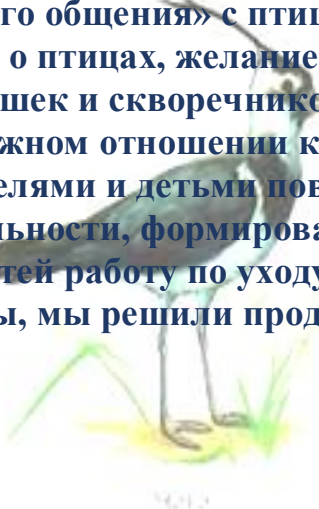 го общения» с птиц
о птицах, желание
шек и скворечнико
жном отношении к
елями и детьми пов
льности, формирова
тей работу по уходу
ы, мы решили прод